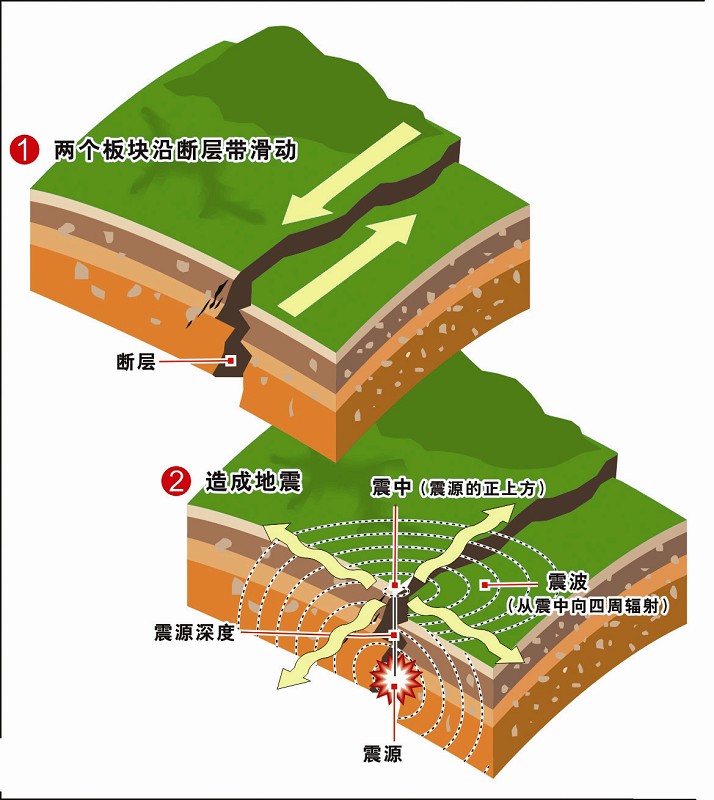 1 两个板块沿断层带滑动
断层
2 造成地震
震中（震源的正上方）
震波
（从震中向四周辐射）
震源深度
震源